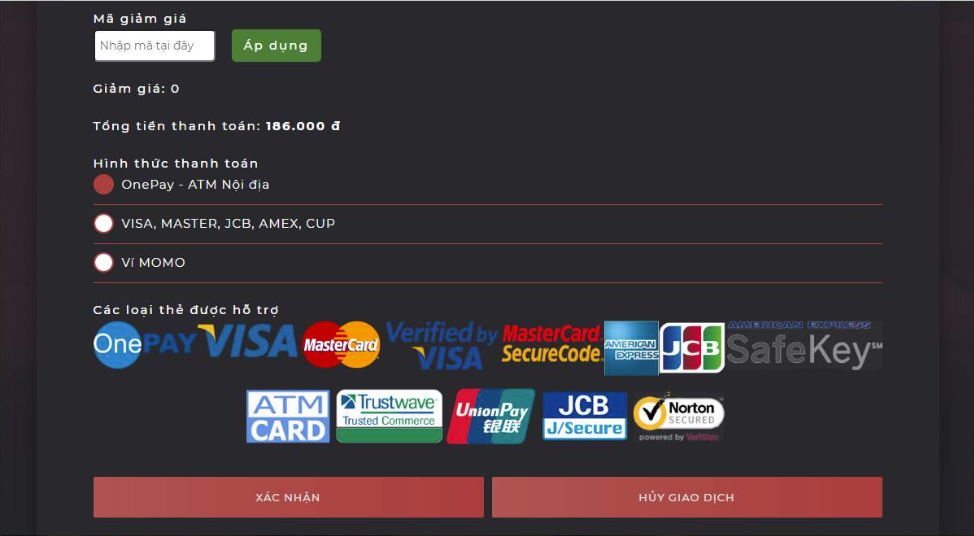 Mã giảm giá
Nhập mã tại đây
Áp dụng
Giảm giá: 0
Tổng tiền thanh toán: 186.000 đ
Hình thức thanh toán
OnePay - ATM Nội địa
VISA, MASTER, JCB, AMEX, CUP
Ví MOMO
Các loại thẻ được hỗ trợ
OnePAY
VISA
MasterCard
Verified by
VISA
MasterCard.
SecureCode.
AMERICAN
EXPRESS
JCB
AMERICAN EXPRESS
SafeKey SM
ATM
CARD
Trustwave
Trusted Commerce
UnionPay
银联
JCB
J/Secure
Norton
SECURED
powered by VeriSign
XÁC NHẬN
HỦY GIAO DỊCH